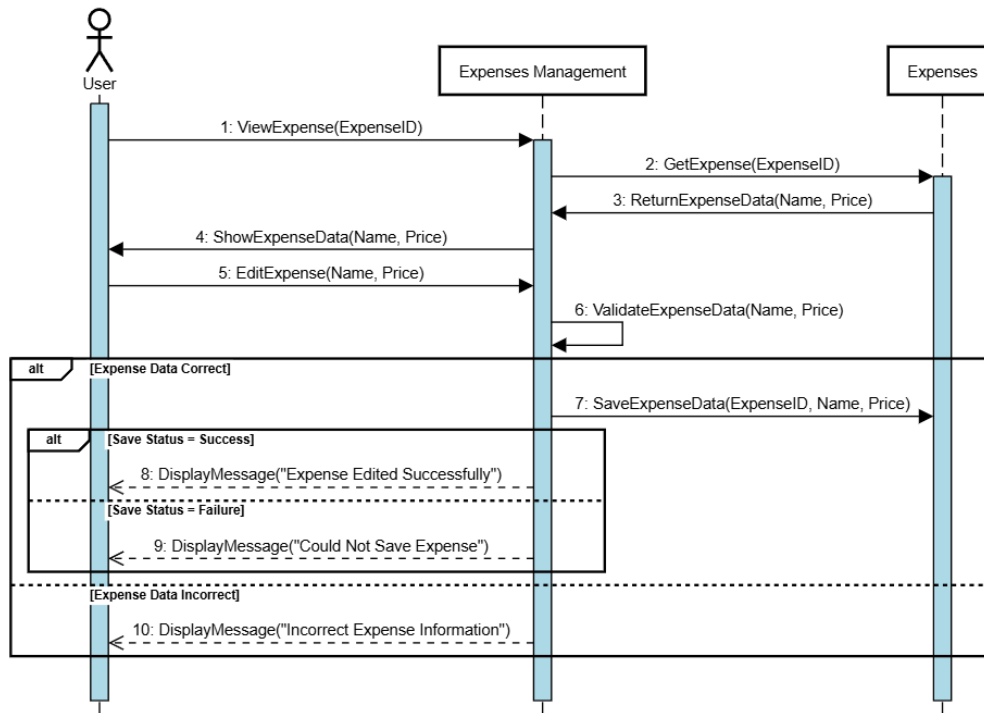 User
Expenses Management
Expenses
1: ViewExpense(ExpenseID)
2: GetExpense(ExpenseID)
3: ReturnExpenseData(Name, Price)
4: ShowExpenseData(Name, Price)
5: EditExpense(Name, Price)
6: ValidateExpenseData(Name, Price)
alt [Expense Data Correct]
7: SaveExpenseData(ExpenseID, Name, Price)
alt [Save Status = Success]
8: DisplayMessage("Expense Edited Successfully")
[Save Status = Failure]
9: DisplayMessage("Could Not Save Expense")
[Expense Data Incorrect]
10: DisplayMessage("Incorrect Expense Information")